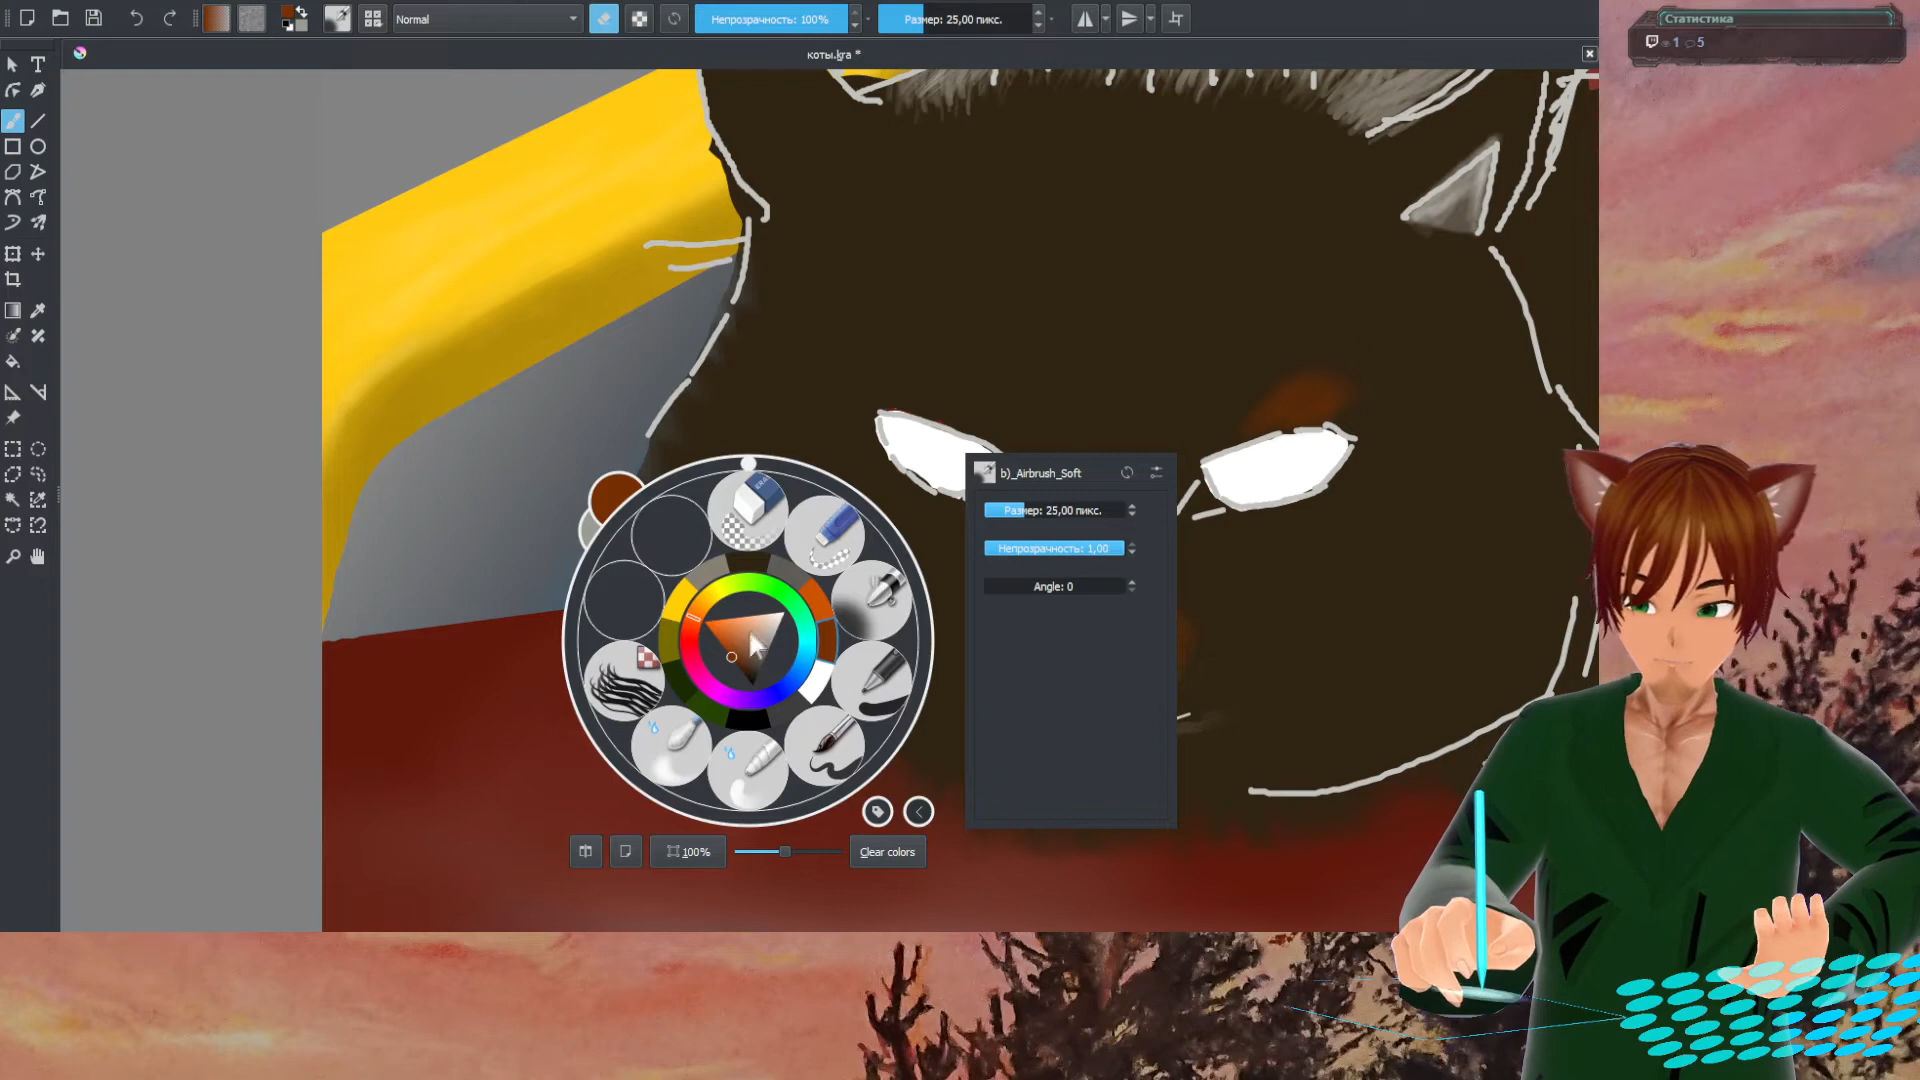 Normal
Непрозрачность: 100%
Размер: 25,00 пикс.
Статистика
1 5
коты.kra *
b)_Airbrush_Soft
Размер: 25,00 пикс.
Непрозрачность: 1,00
Angle: 0
100%
Clear colors